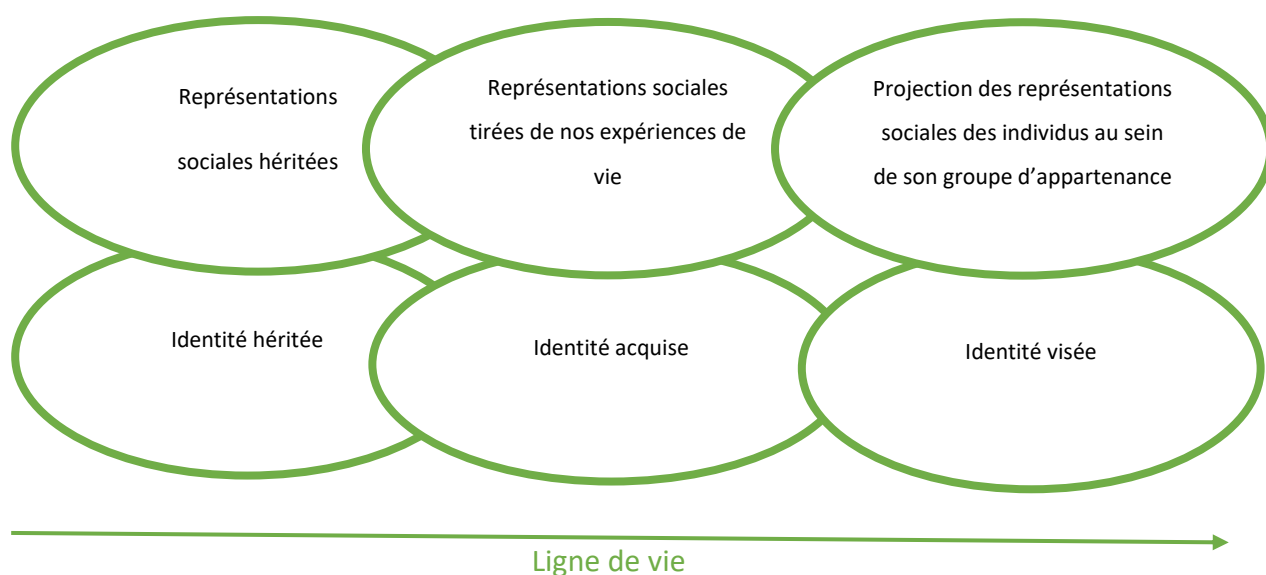 Représentations
sociales héritées
Représentations sociales
tirées de nos expériences de
vie
Projection des représentations
sociales des individus au sein
de son groupe d’appartenance
Identité héritée
Identité acquise
Identité visée
Ligne de vie